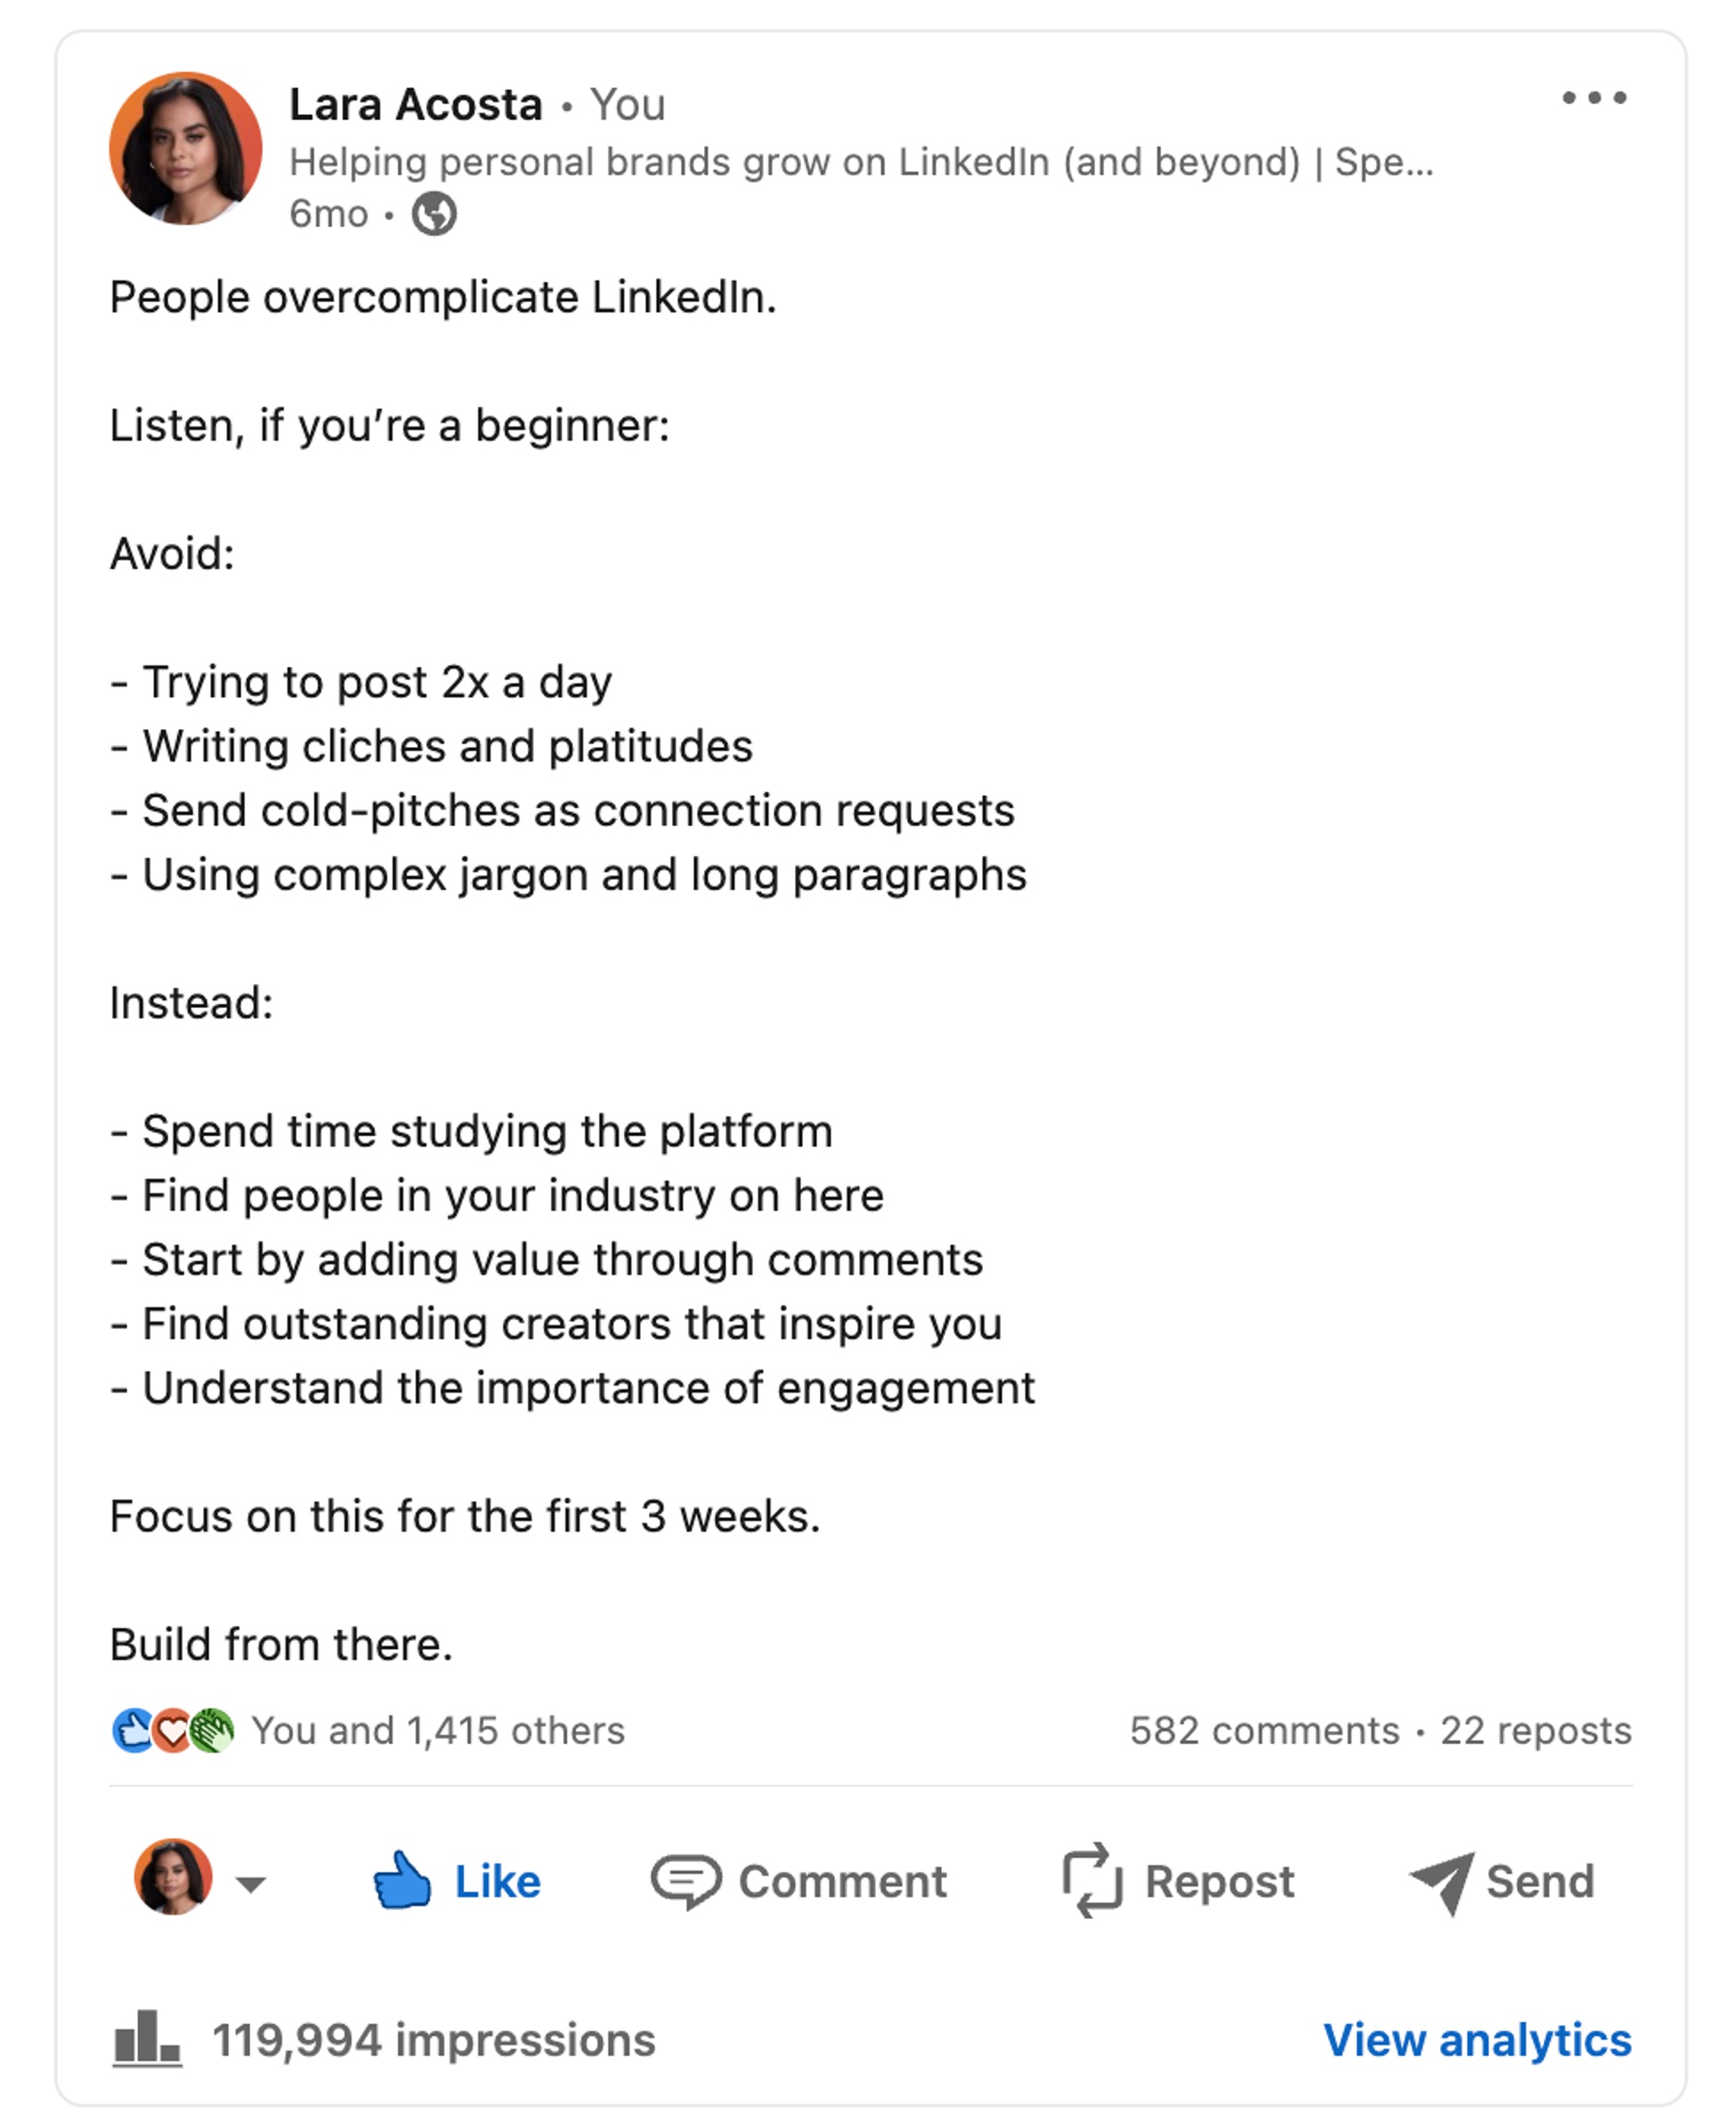 Lara Acosta • You
Helping personal brands grow on LinkedIn (and beyond) | Spe...
6mo •
People overcomplicate LinkedIn.
Listen, if you’re a beginner:
Avoid:
- Trying to post 2x a day
- Writing cliches and platitudes
- Send cold-pitches as connection requests
- Using complex jargon and long paragraphs
Instead:
- Spend time studying the platform
- Find people in your industry on here
- Start by adding value through comments
- Find outstanding creators that inspire you
- Understand the importance of engagement
Focus on this for the first 3 weeks.
Build from there.
You and 1,415 others 582 comments • 22 reposts
Like Comment Repost Send
119,994 impressions View analytics